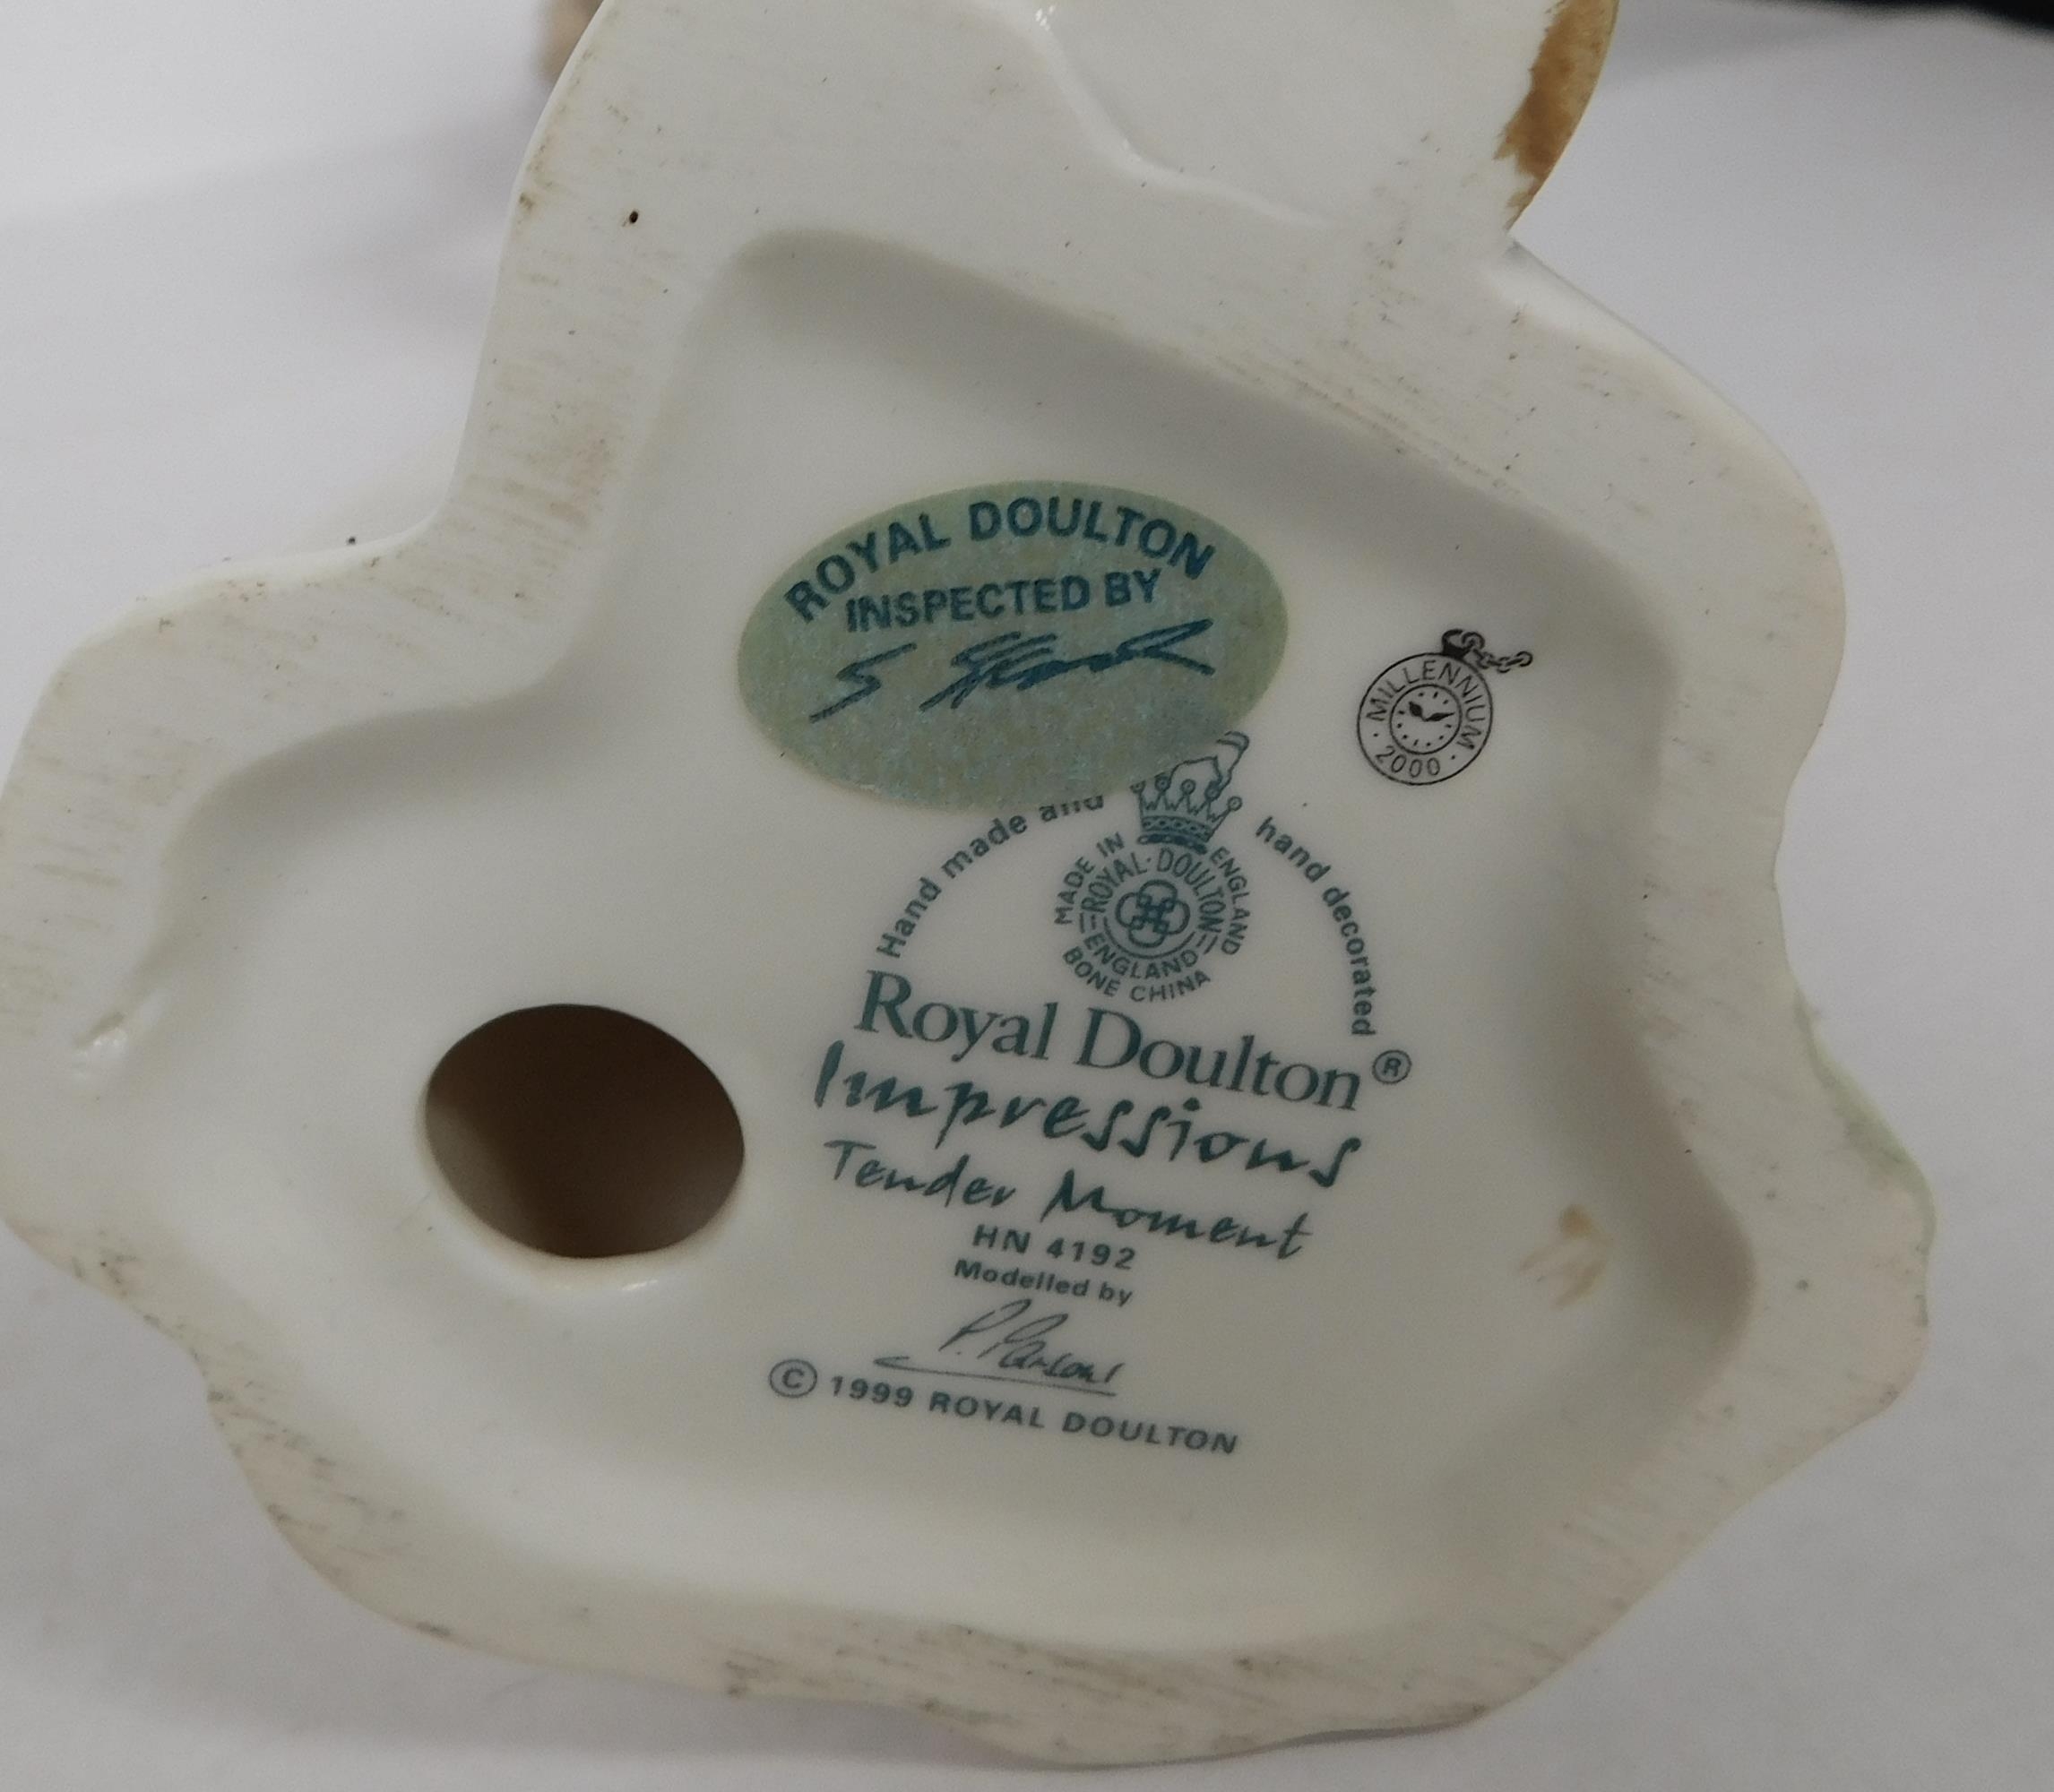 ROYAL DOULTON
INSPECTED BY
MILLENNIUM
2000
Hand made and hand decorated
MADE IN ENGLAND
ROYAL·DOULTON
ENGLAND
BONE CHINA
Royal Doulton®
Impressions
Tender Moment
HN 4192
Modelled by
P. Parsons
© 1999 ROYAL DOULTON